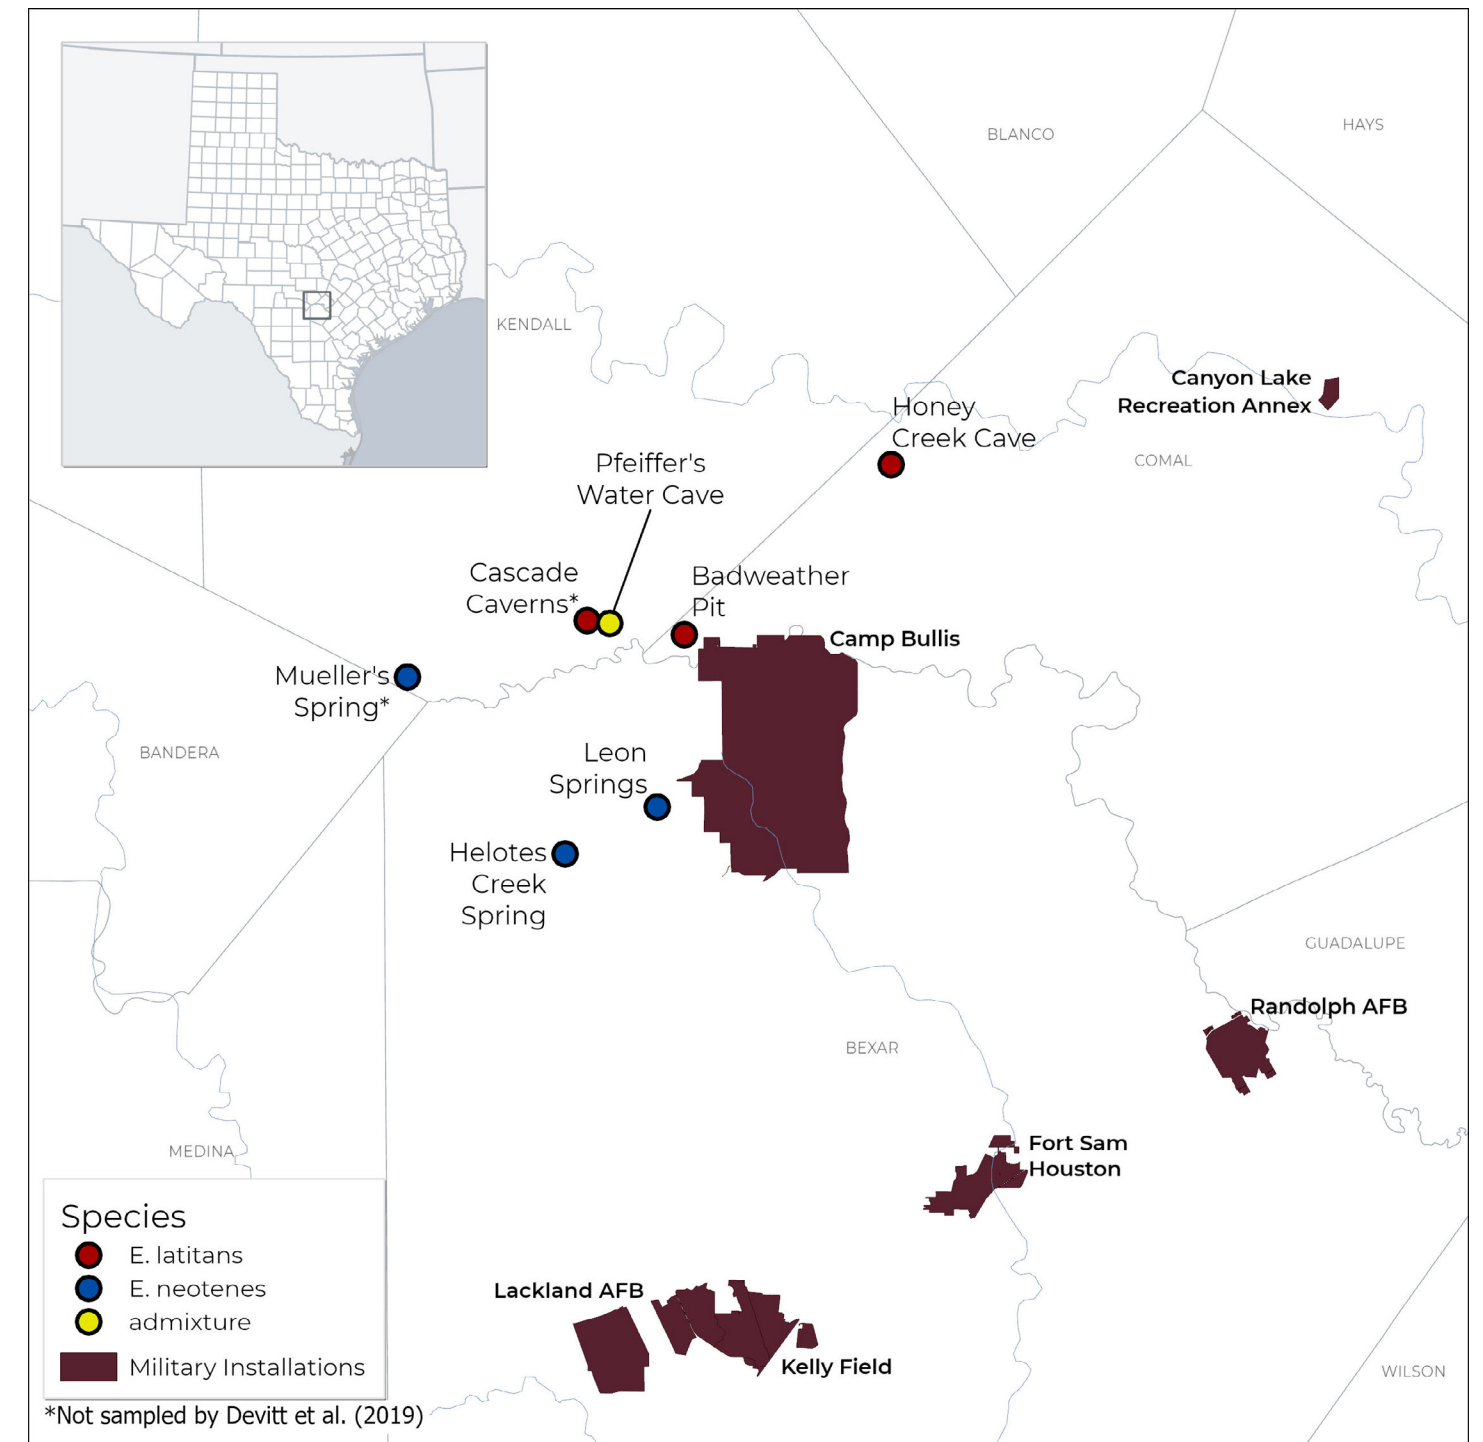 BLANCO
HAYS
KENDALL
Canyon Lake
Recreation Annex
Honey
Creek Cave
COMAL
Pfeiffer's
Water Cave
Cascade
Caverns*
Badweather
Pit
Camp Bullis
Mueller's
Spring*
BANDERA
Leon
Springs
Helotes
Creek
Spring
GUADALUPE
Randolph AFB
BEXAR
Fort Sam
Houston
MEDINA
Species
E. latitans
E. neotenes
admixture
Military Installations
Lackland AFB
Kelly Field
WILSON
*Not sampled by Devitt et al. (2019)